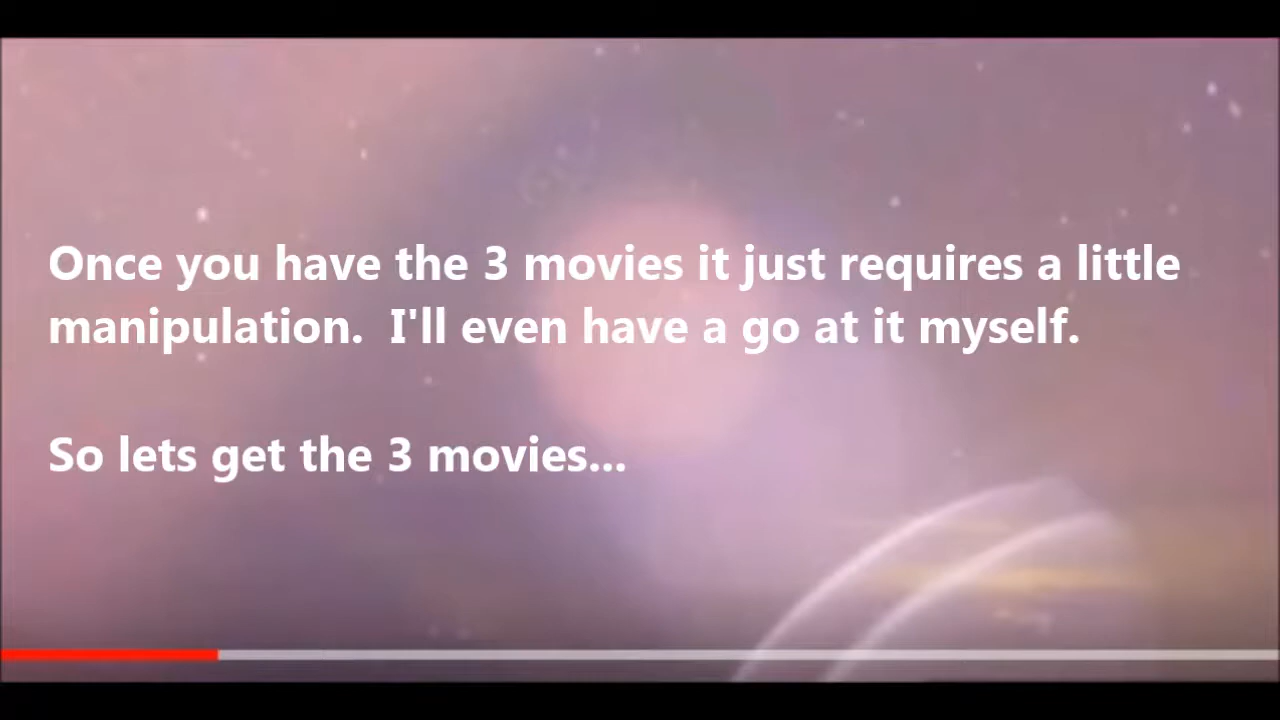 Once you have the 3 movies it just requires a little
manipulation.  I'll even have a go at it myself.
So lets get the 3 movies...